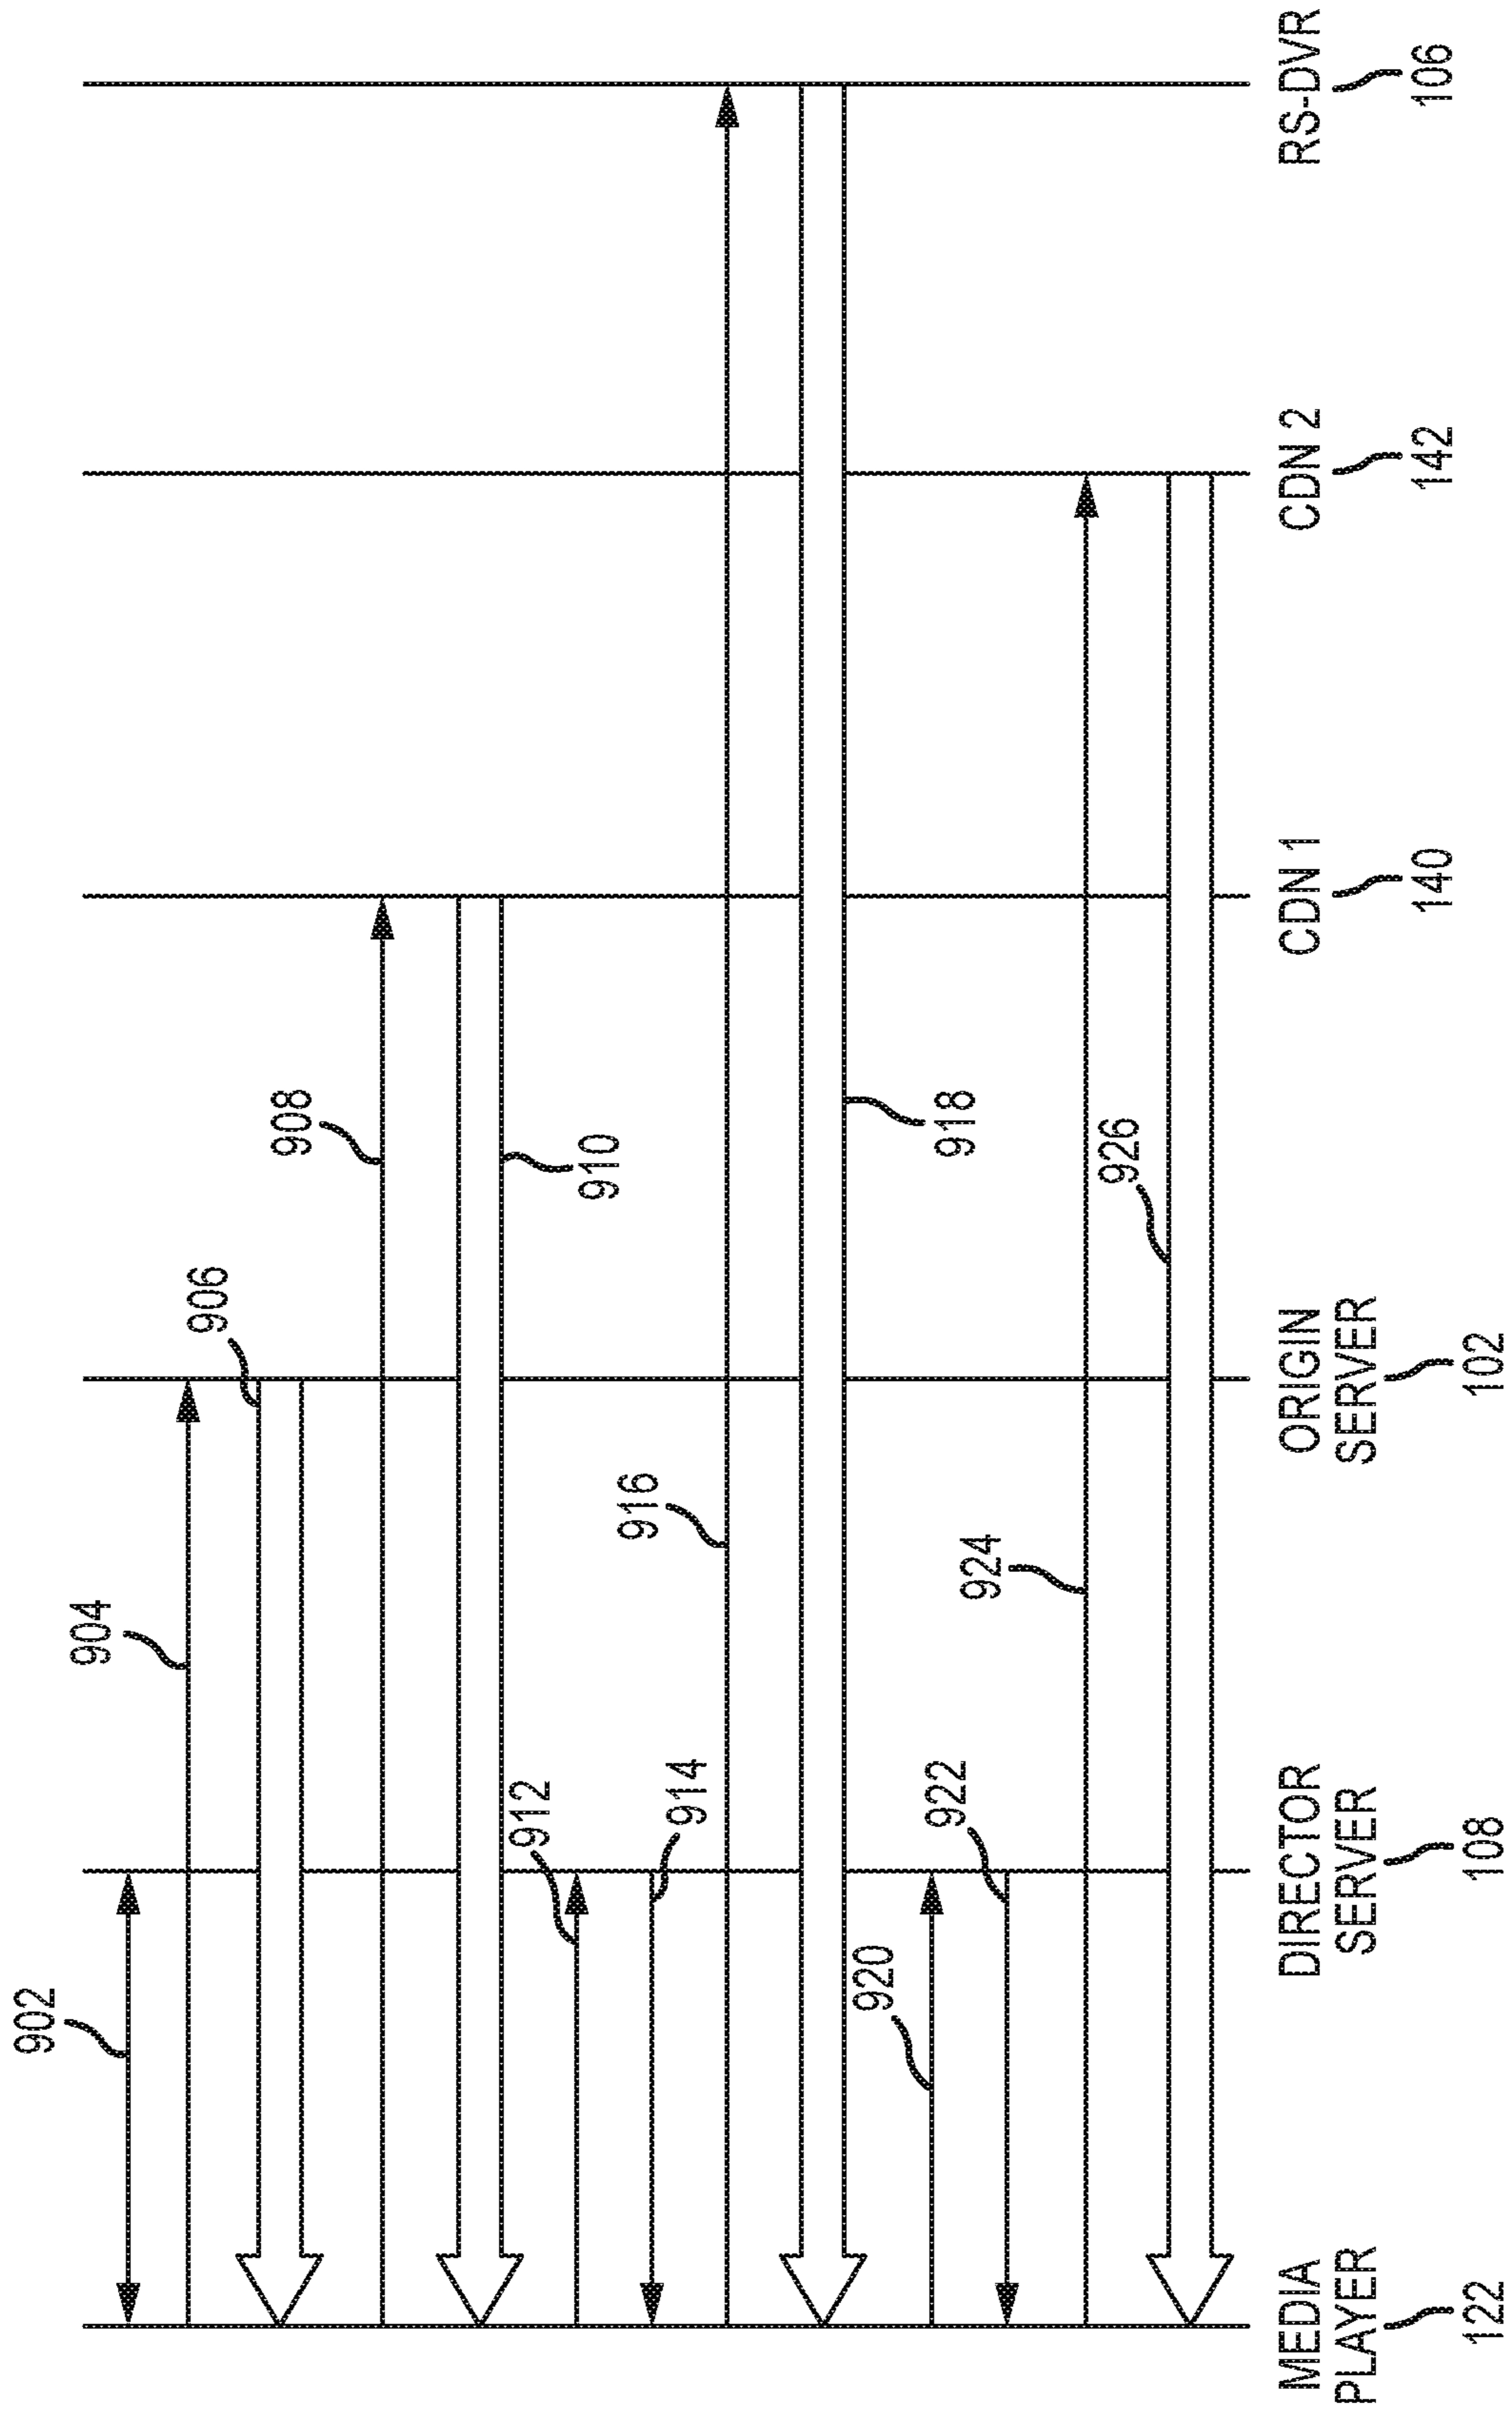 902
904
906
908
910
912
914
916
918
920
922
924
926
MEDIA
PLAYER
122
DIRECTOR
SERVER
108
ORIGIN
SERVER
102
CDN 1
140
CDN 2
142
RS-DVR
106